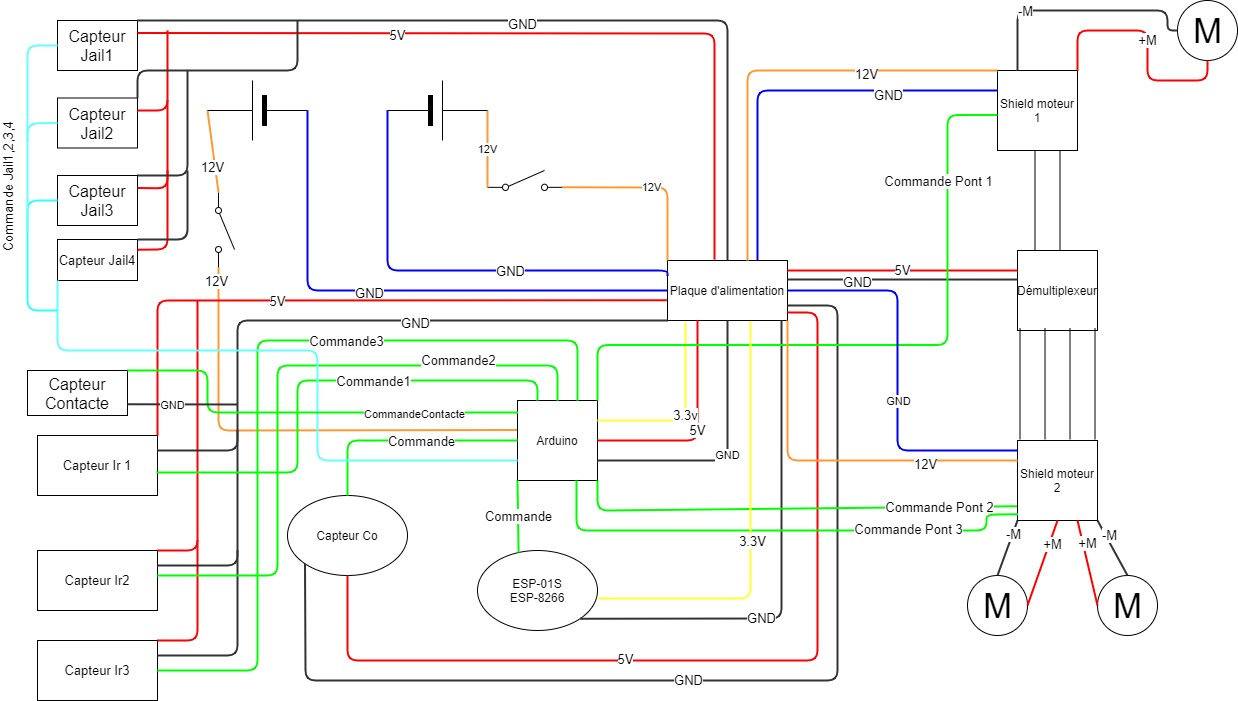 -M
GND
5V
+M
M
Capteur
Jail1
12V
GND
Shield moteur
1
Capteur
Jail2
Commande Jail1,2,3,4
12V
12V
Commande Pont 1
12V
Capteur
Jail3
Capteur Jail4
GND
5V
12V
GND
GND
Plaque d'alimentation
Démultiplexeur
5V
GND
Commande3
Commande2
Commande1
Capteur
Contacte
GND
CommandeContacte
3.3v
5V
GND
Commande
Arduino
GND
12V
Capteur Ir 1
Shield moteur
2
Commande
Commande Pont 2
Commande Pont 3
Capteur Co
3.3V
-M
+M
+M
-M
Capteur Ir2
ESP-01S
ESP-8266
M
M
GND
5V
Capteur Ir3
GND